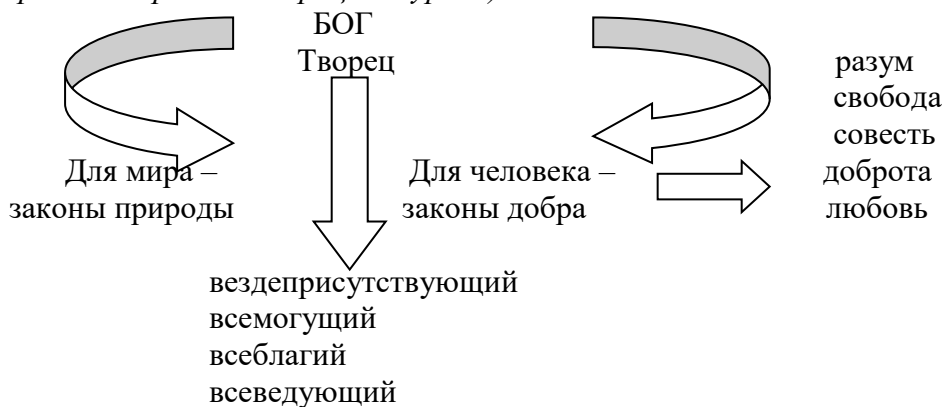 БОГ
Творец
разум
свобода
совесть
доброта
любовь
Для мира –
законы природы
Для человека –
законы добра
вездеприсутствующий
всемогущий
всеблагий
всеведующий